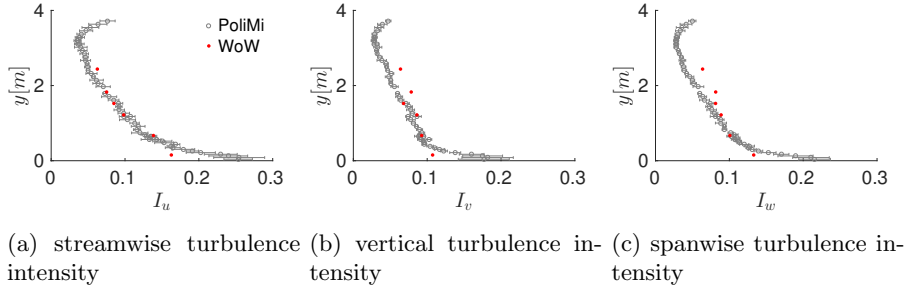 4
2
0
y[m]
PoliMi
WoW
0 0.1 0.2 0.3
I_u
4
2
0
y[m]
0 0.1 0.2 0.3
I_v
4
2
0
y[m]
0 0.1 0.2 0.3
I_w
(a) streamwise turbulence
intensity
(b) vertical turbulence in-
tensity
(c) spanwise turbulence in-
tensity